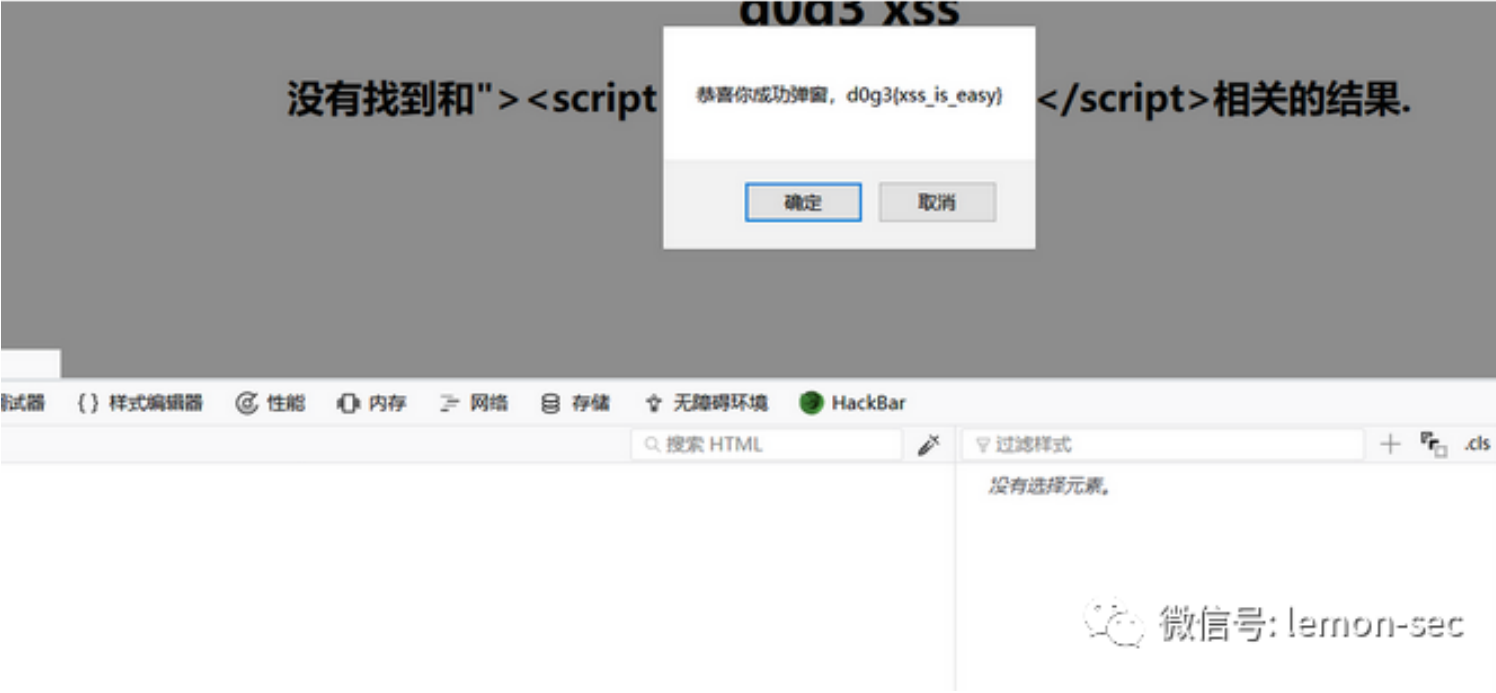 d0g3 xss
没有找到和"><script
恭喜你成功弹窗，d0g3{xss_is_easy}
</script>相关的结果.
确定 取消
试器 { } 样式编辑器 性能 内存 网络 存储 无障碍环境 HackBar
搜索 HTML 过滤样式 .cls
没有选择元素。
微信号: lemon-sec